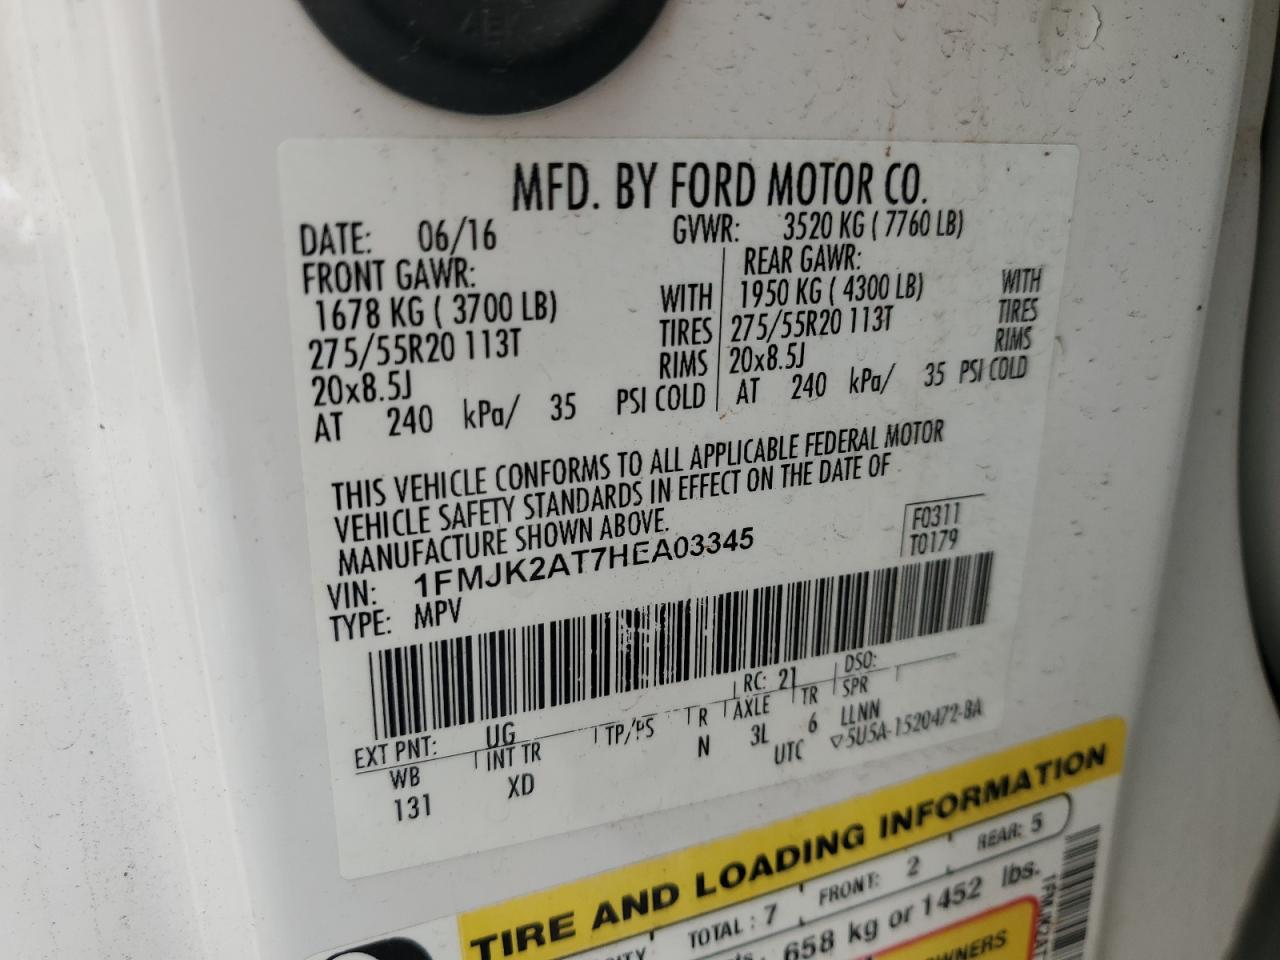 MFD. BY FORD MOTOR CO.
DATE: 06/16 GVWR: 3520 KG ( 7760 LB)
FRONT GAWR: REAR GAWR:
1678 KG ( 3700 LB) WITH 1950 KG ( 4300 LB) WITH
275/55R20 113T TIRES 275/55R20 113T TIRES
20x8.5J RIMS 20x8.5J RIMS
AT 240 kPa/ 35 PSI COLD AT 240 kPa/ 35 PSI COLD
THIS VEHICLE CONFORMS TO ALL APPLICABLE FEDERAL MOTOR
VEHICLE SAFETY STANDARDS IN EFFECT ON THE DATE OF
MANUFACTURE SHOWN ABOVE.
F0311
T0179
VIN: 1FMJK2AT7HEA03345
TYPE: MPV
EXT PNT: UG RC: 21 DSO:
WB INT TR TP/PS R AXLE TR SPR
131 XD N 3L 6 LLNN
UTC ▽5U5A-1520472-BA
TIRE AND LOADING INFORMATION
TOTAL : 7 FRONT: 2 REAR: 5
658 kg or 1452 lbs.